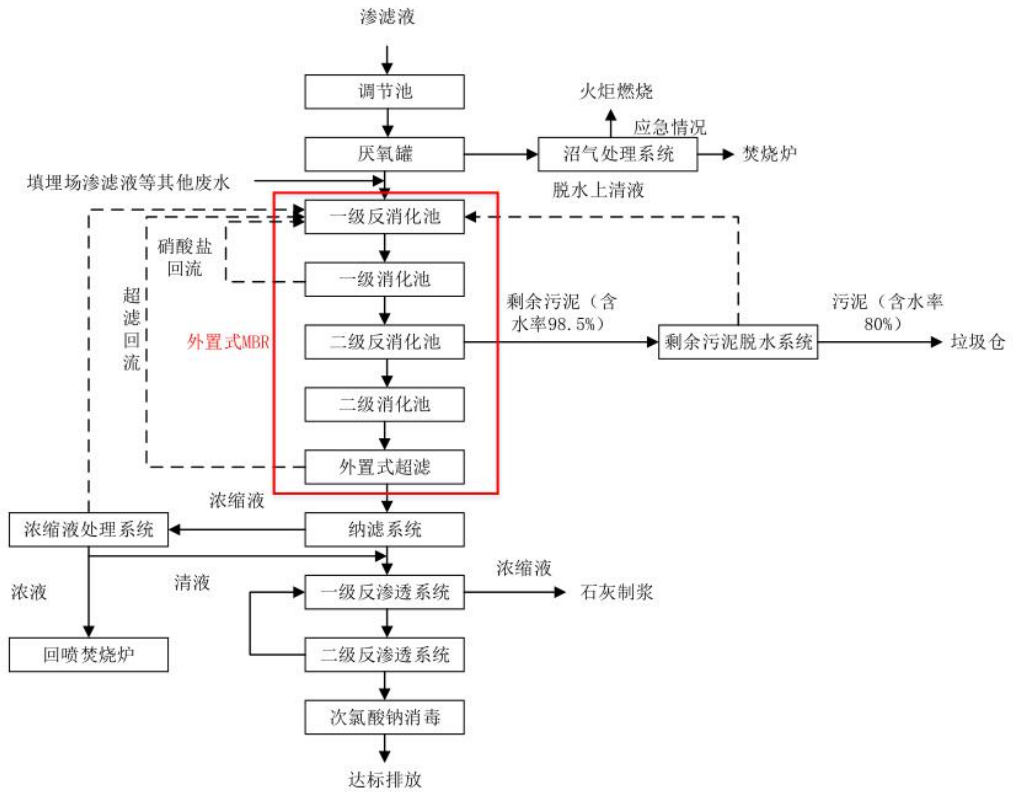 渗滤液
调节池
火炬燃烧
应急情况
厌氧罐
沼气处理系统
焚烧炉
填埋场渗滤液等其他废水
脱水上清液
一级反消化池
硝酸盐
回流
一级消化池
超
滤
回
流
外置式MBR
剩余污泥（含
水率98.5%）
污泥（含水率
80%）
二级反消化池
剩余污泥脱水系统
垃圾仓
二级消化池
外置式超滤
浓缩液
浓缩液处理系统
纳滤系统
浓液
清液
浓缩液
一级反渗透系统
石灰制浆
回喷焚烧炉
二级反渗透系统
次氯酸钠消毒
达标排放